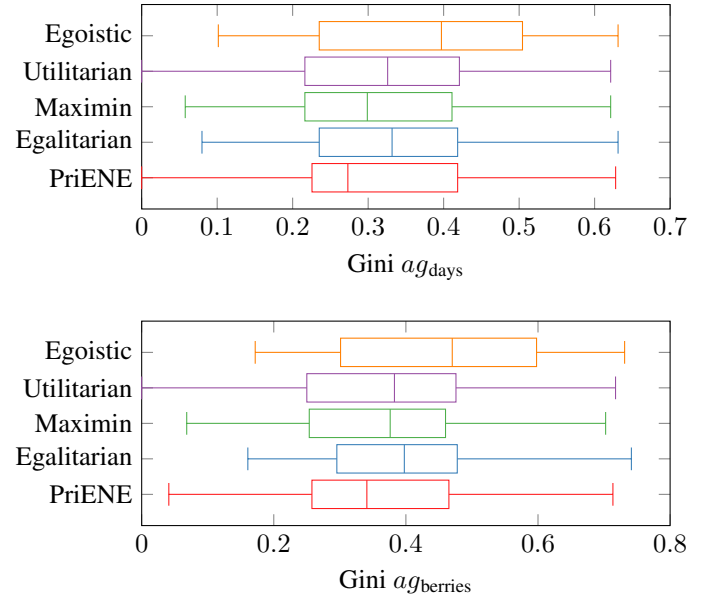 Egoistic
Utilitarian
Maximin
Egalitarian
PriENE
0 0.1 0.2 0.3 0.4 0.5 0.6 0.7
Gini ag_days
Egoistic
Utilitarian
Maximin
Egalitarian
PriENE
0 0.2 0.4 0.6 0.8
Gini ag_berries